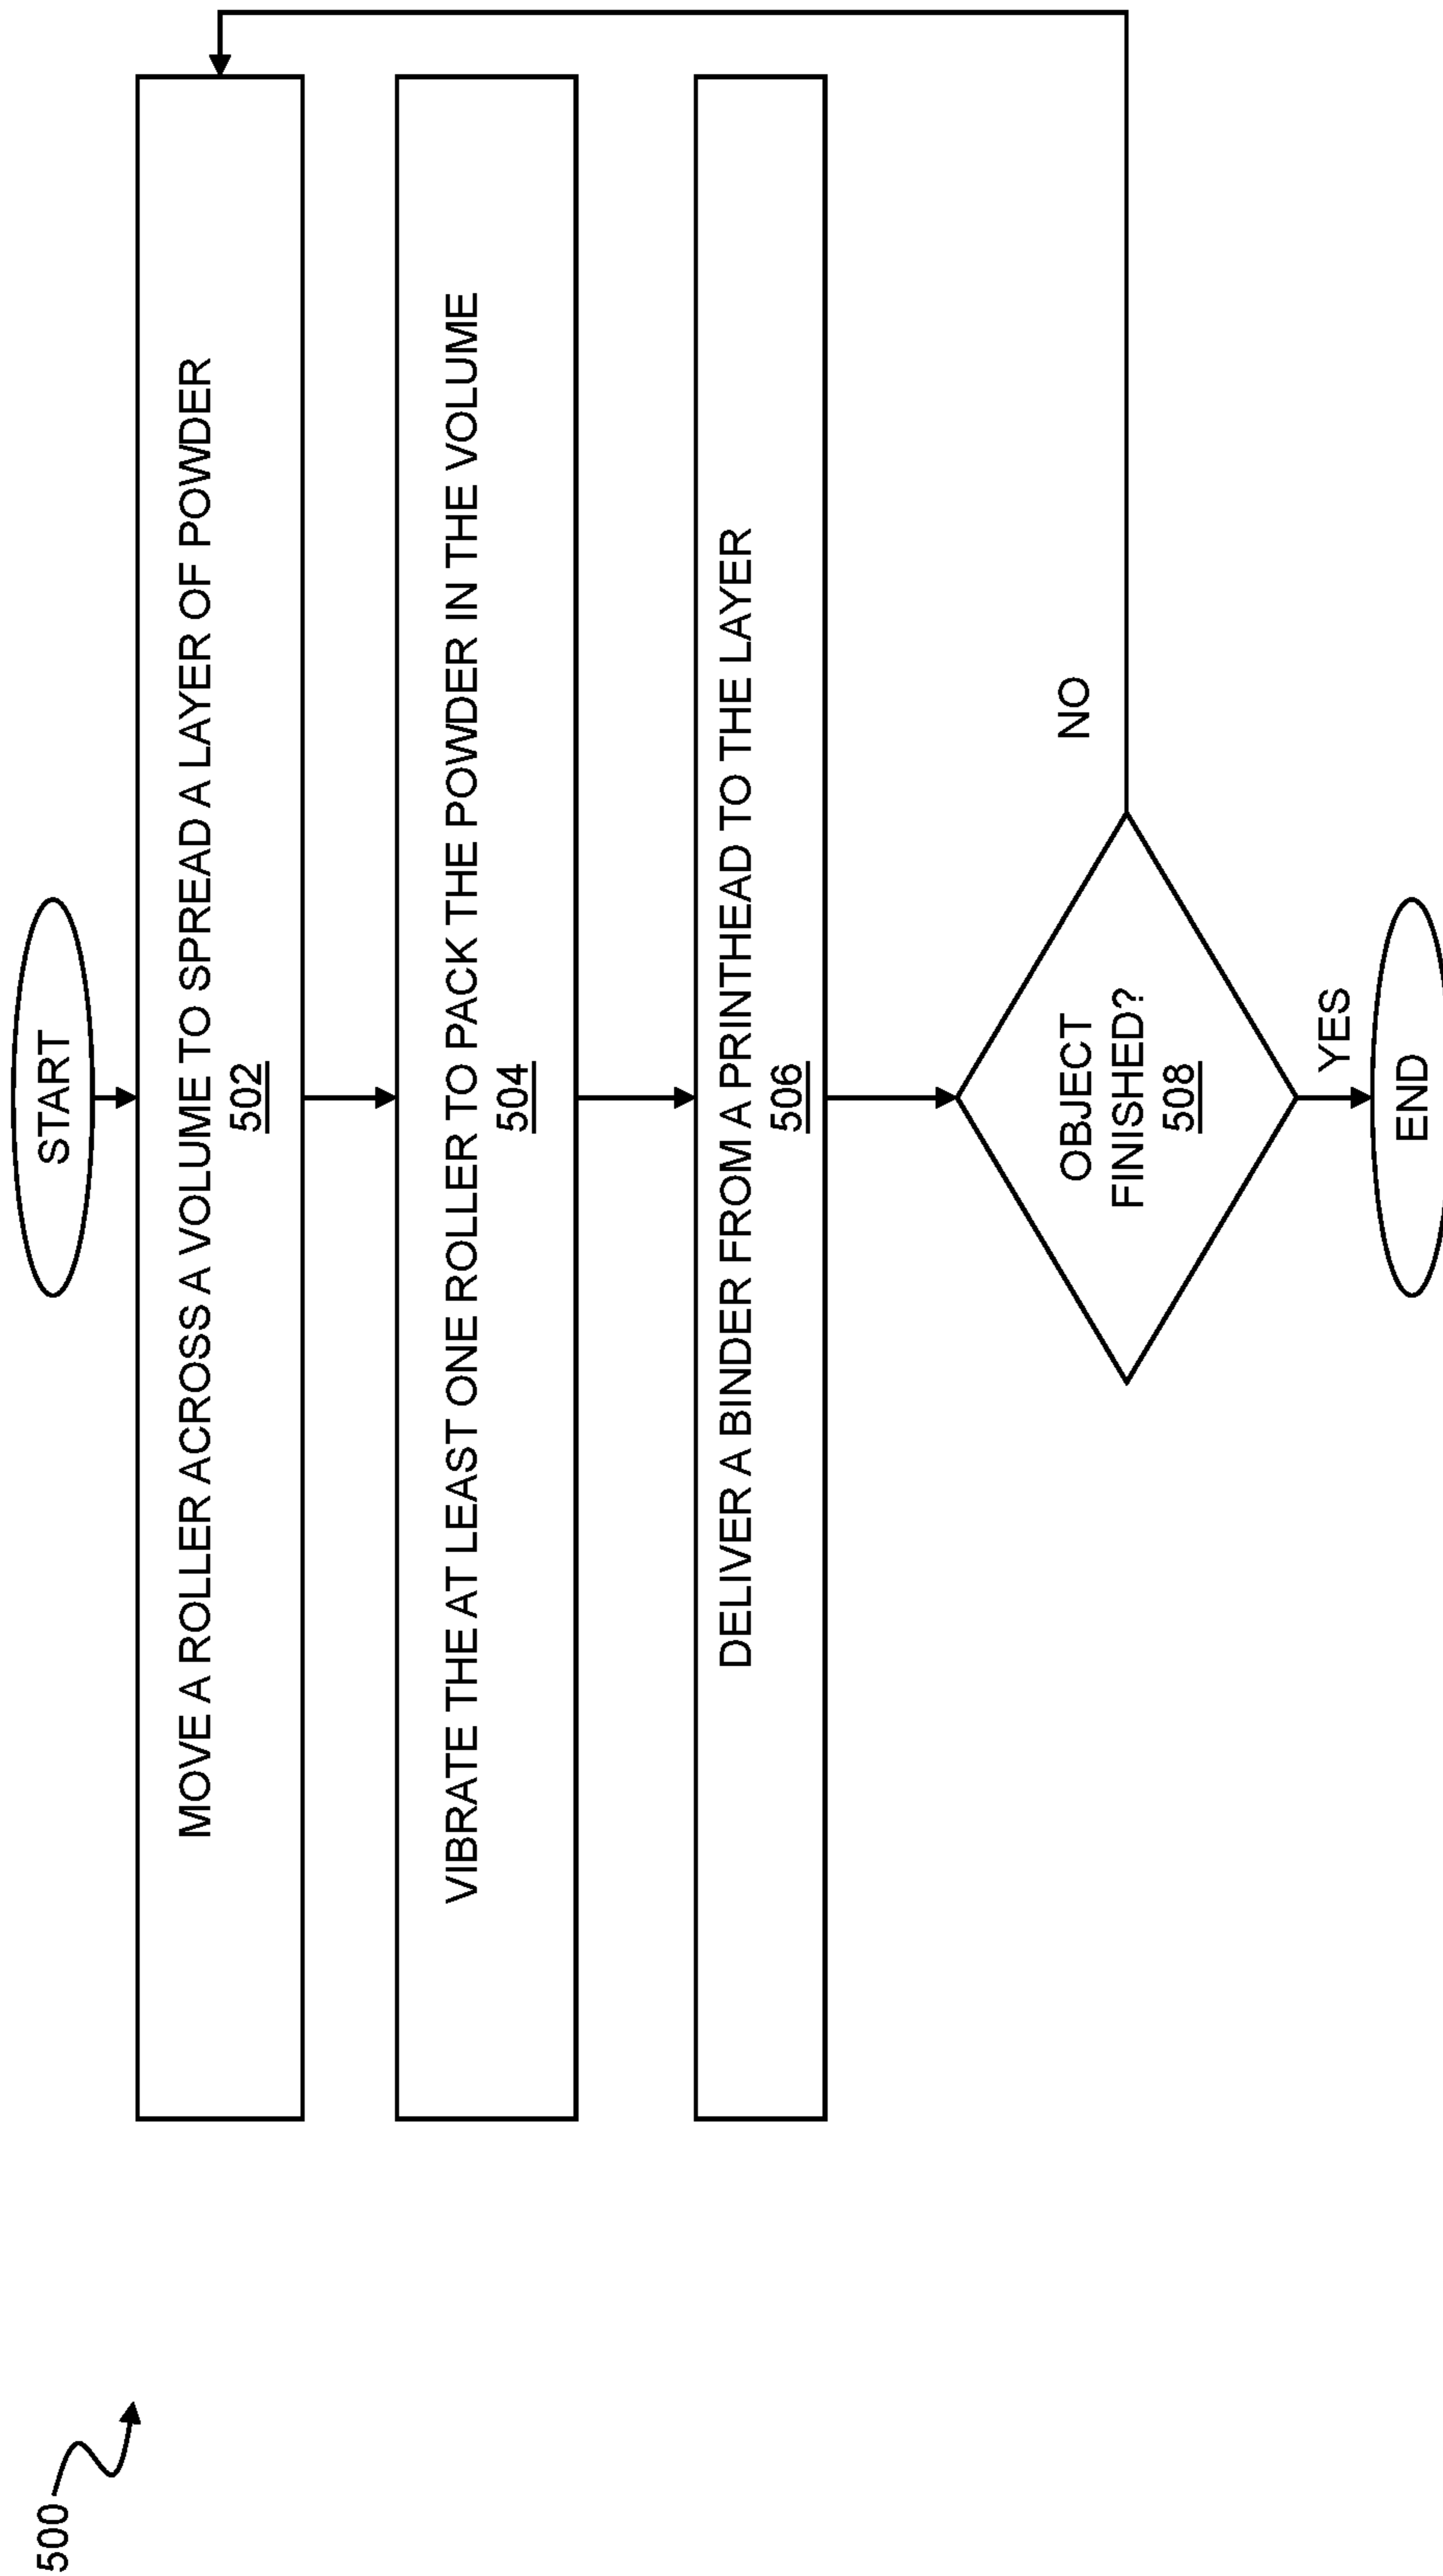 500
START
MOVE A ROLLER ACROSS A VOLUME TO SPREAD A LAYER OF POWDER
502
VIBRATE THE AT LEAST ONE ROLLER TO PACK THE POWDER IN THE VOLUME
504
DELIVER A BINDER FROM A PRINTHEAD TO THE LAYER
506
OBJECT
FINISHED?
508
NO
YES
END